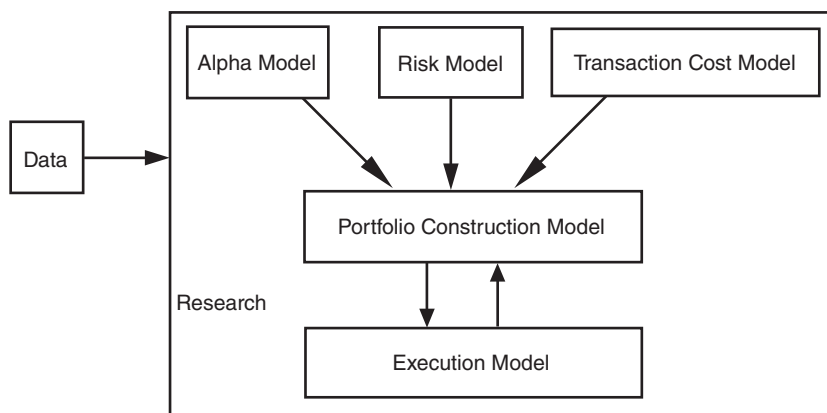 Alpha Model
Risk Model
Transaction Cost Model
Data
Portfolio Construction Model
Research
Execution Model